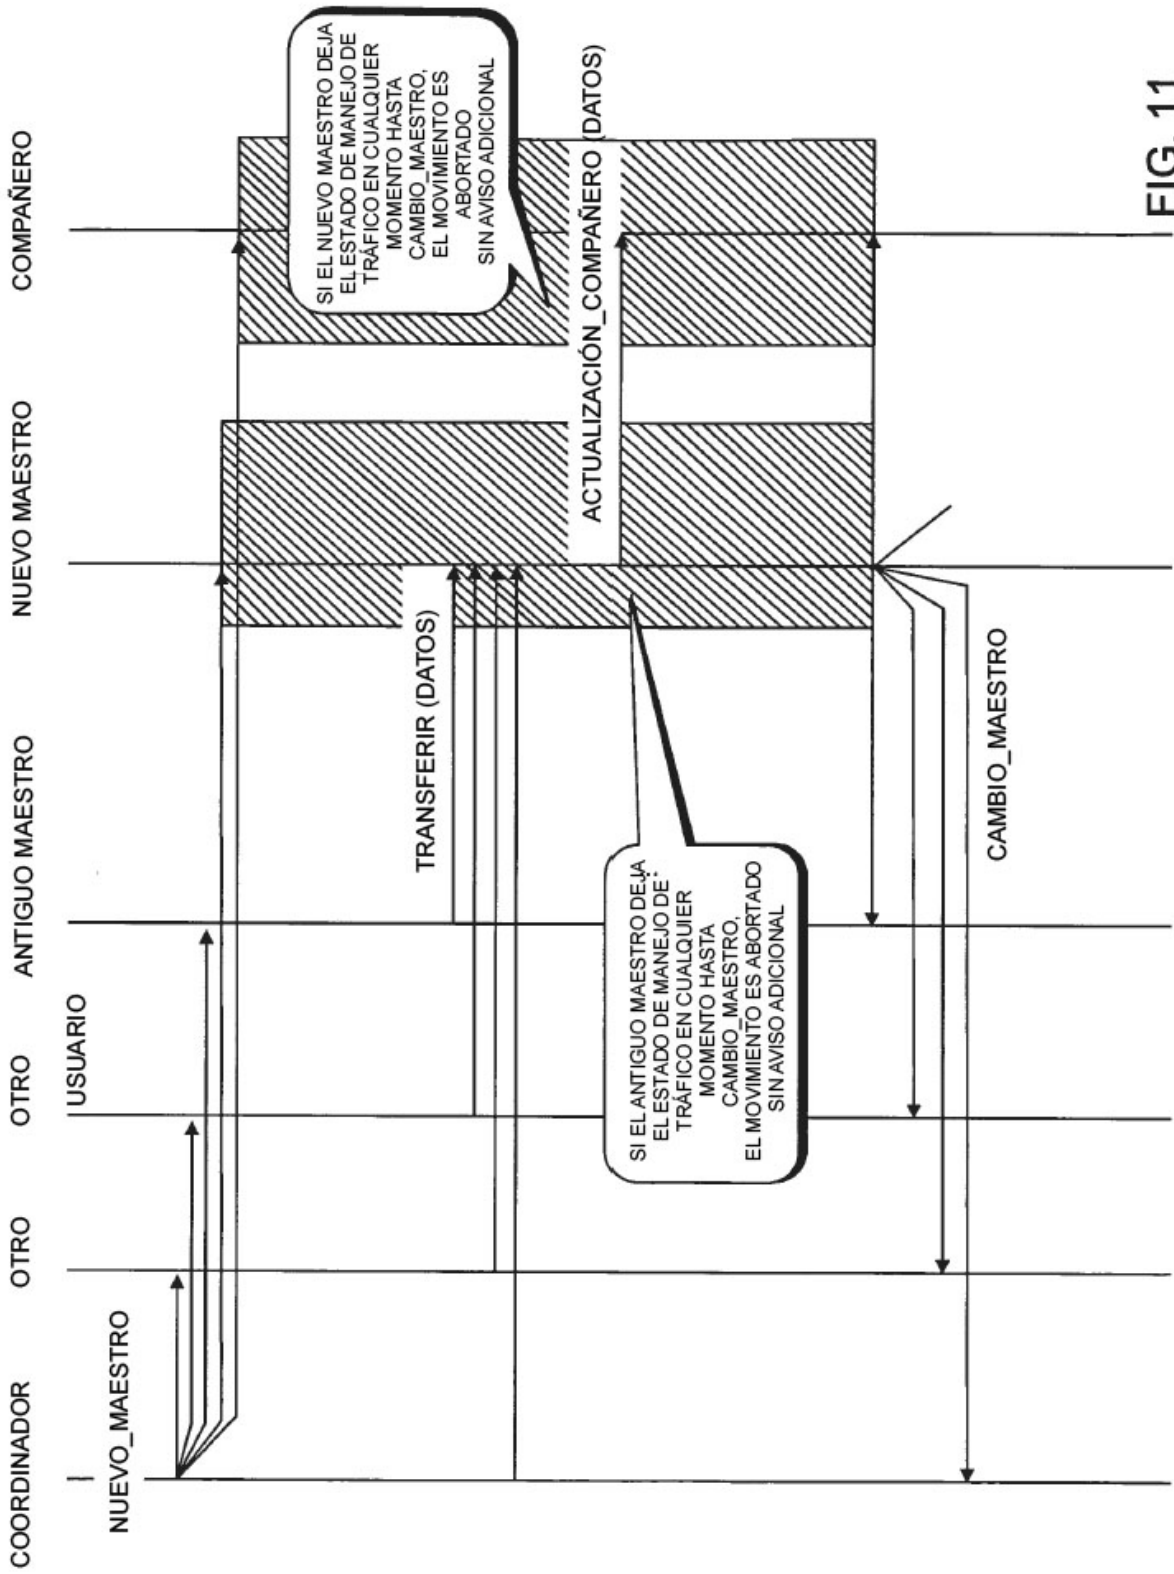 COORDINADOR
OTRO
OTRO
ANTIGUO MAESTRO
NUEVO MAESTRO
COMPAÑERO
USUARIO
NUEVO_MAESTRO
SI EL NUEVO MAESTRO DEJA
EL ESTADO DE MANEJO DE
TRÁFICO EN CUALQUIER
MOMENTO HASTA
CAMBIO_MAESTRO,
EL MOVIMIENTO ES
ABORTADO
SIN AVISO ADICIONAL
TRANSFERIR (DATOS)
ACTUALIZACIÓN_COMPAÑERO (DATOS)
SI EL ANTIGUO MAESTRO DEJA
EL ESTADO DE MANEJO DE
TRÁFICO EN CUALQUIER
MOMENTO HASTA
CAMBIO_MAESTRO,
EL MOVIMIENTO ES ABORTADO
SIN AVISO ADICIONAL
CAMBIO_MAESTRO
FIG. 11